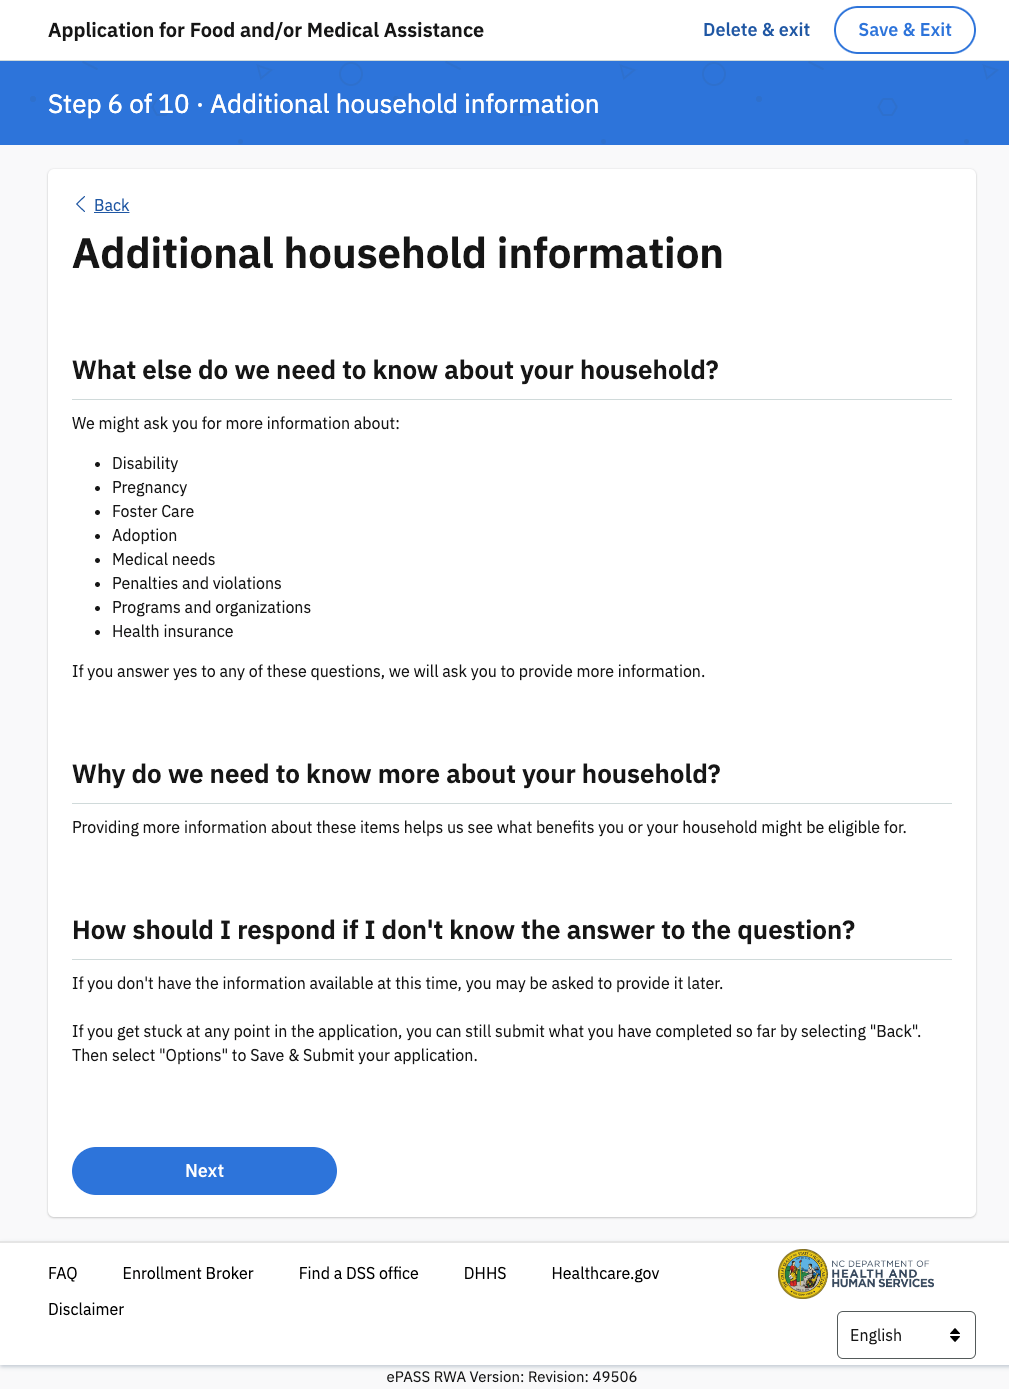 Application for Food and/or Medical Assistance
Delete & exit
Save & Exit
Step 6 of 10 · Additional household information
Back
Additional household information
What else do we need to know about your household?
We might ask you for more information about:
• Disability
• Pregnancy
• Foster Care
• Adoption
• Medical needs
• Penalties and violations
• Programs and organizations
• Health insurance
If you answer yes to any of these questions, we will ask you to provide more information.
Why do we need to know more about your household?
Providing more information about these items helps us see what benefits you or your household might be eligible for.
How should I respond if I don't know the answer to the question?
If you don't have the information available at this time, you may be asked to provide it later.
If you get stuck at any point in the application, you can still submit what you have completed so far by selecting "Back".
Then select "Options" to Save & Submit your application.
Next
FAQ
Enrollment Broker
Find a DSS office
DHHS
Healthcare.gov
Disclaimer
NC DEPARTMENT OF
HEALTH AND
HUMAN SERVICES
English
ePASS RWA Version: Revision: 49506